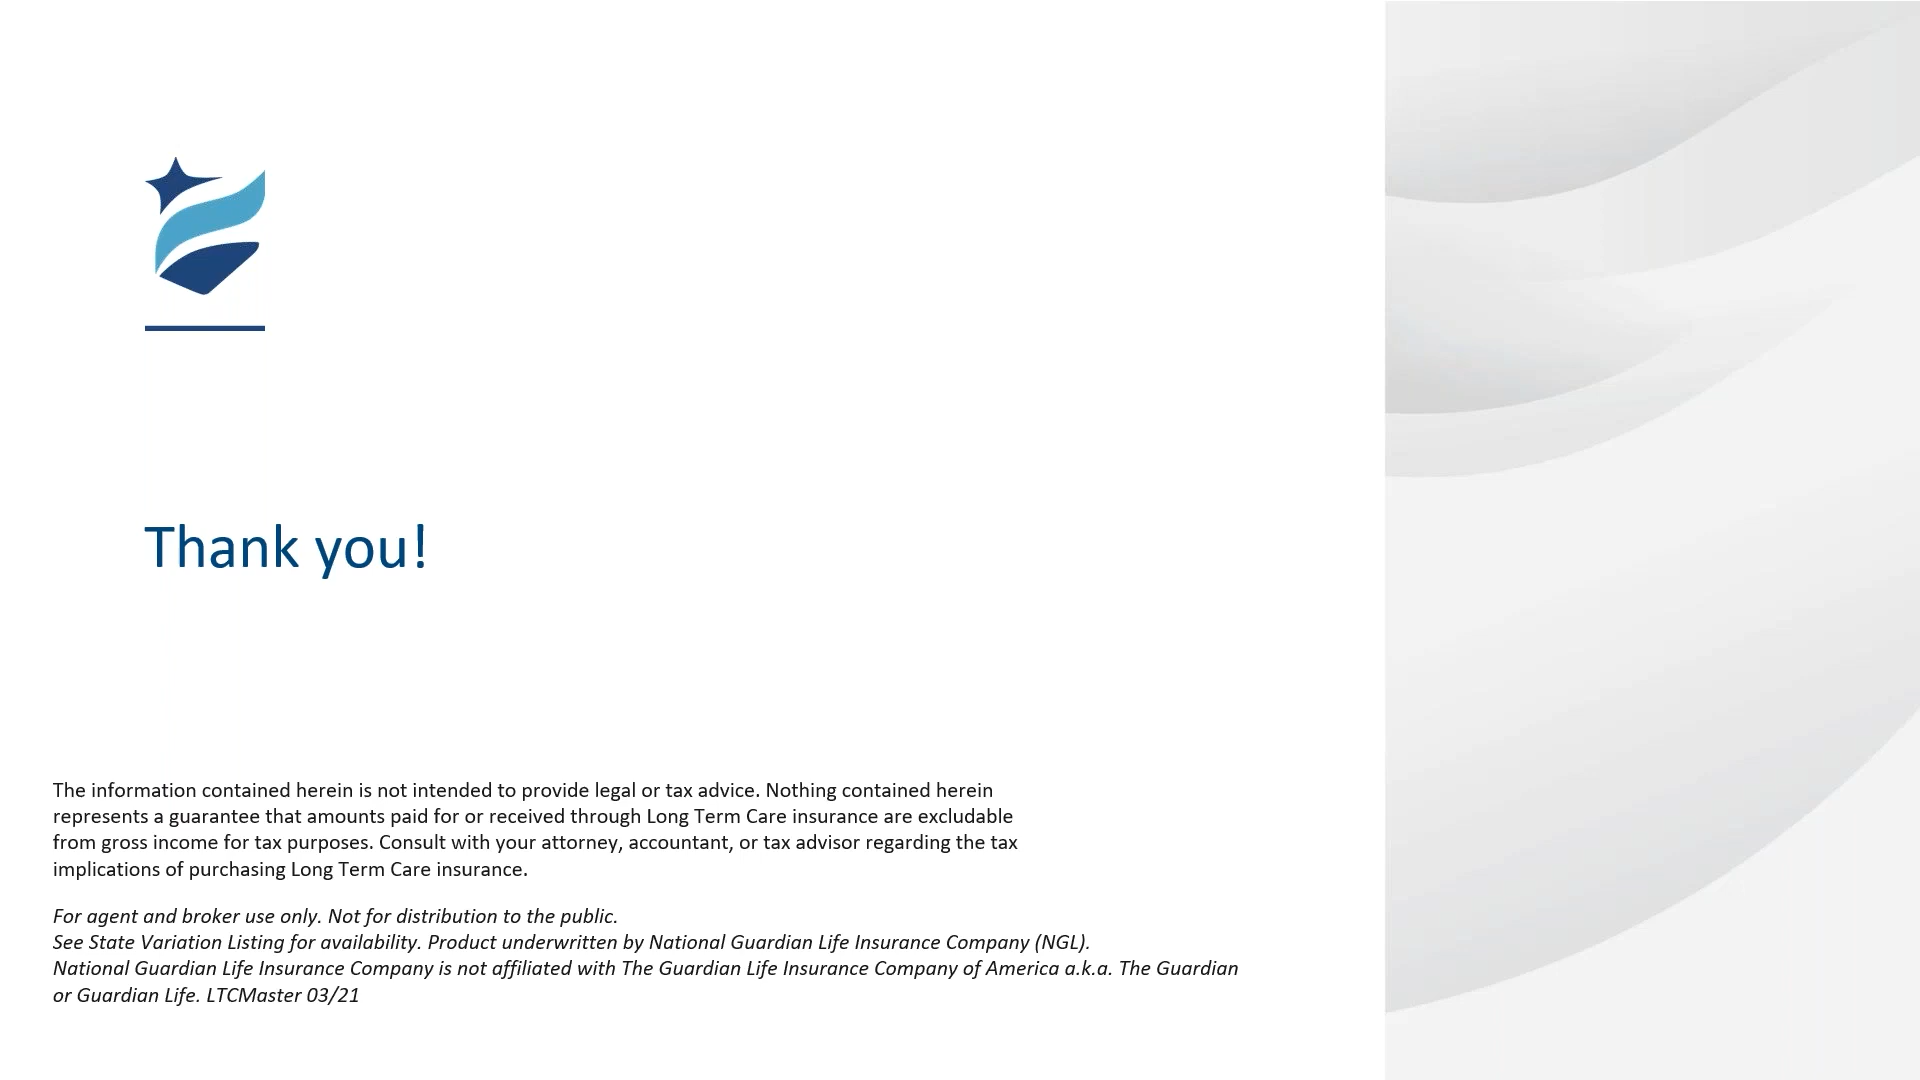 Thank you!
The information contained herein is not intended to provide legal or tax advice. Nothing contained herein
represents a guarantee that amounts paid for or received through Long Term Care insurance are excludable
from gross income for tax purposes. Consult with your attorney, accountant, or tax advisor regarding the tax
implications of purchasing Long Term Care insurance.
For agent and broker use only. Not for distribution to the public.
See State Variation Listing for availability. Product underwritten by National Guardian Life Insurance Company (NGL).
National Guardian Life Insurance Company is not affiliated with The Guardian Life Insurance Company of America a.k.a. The Guardian
or Guardian Life. LTCMaster 03/21